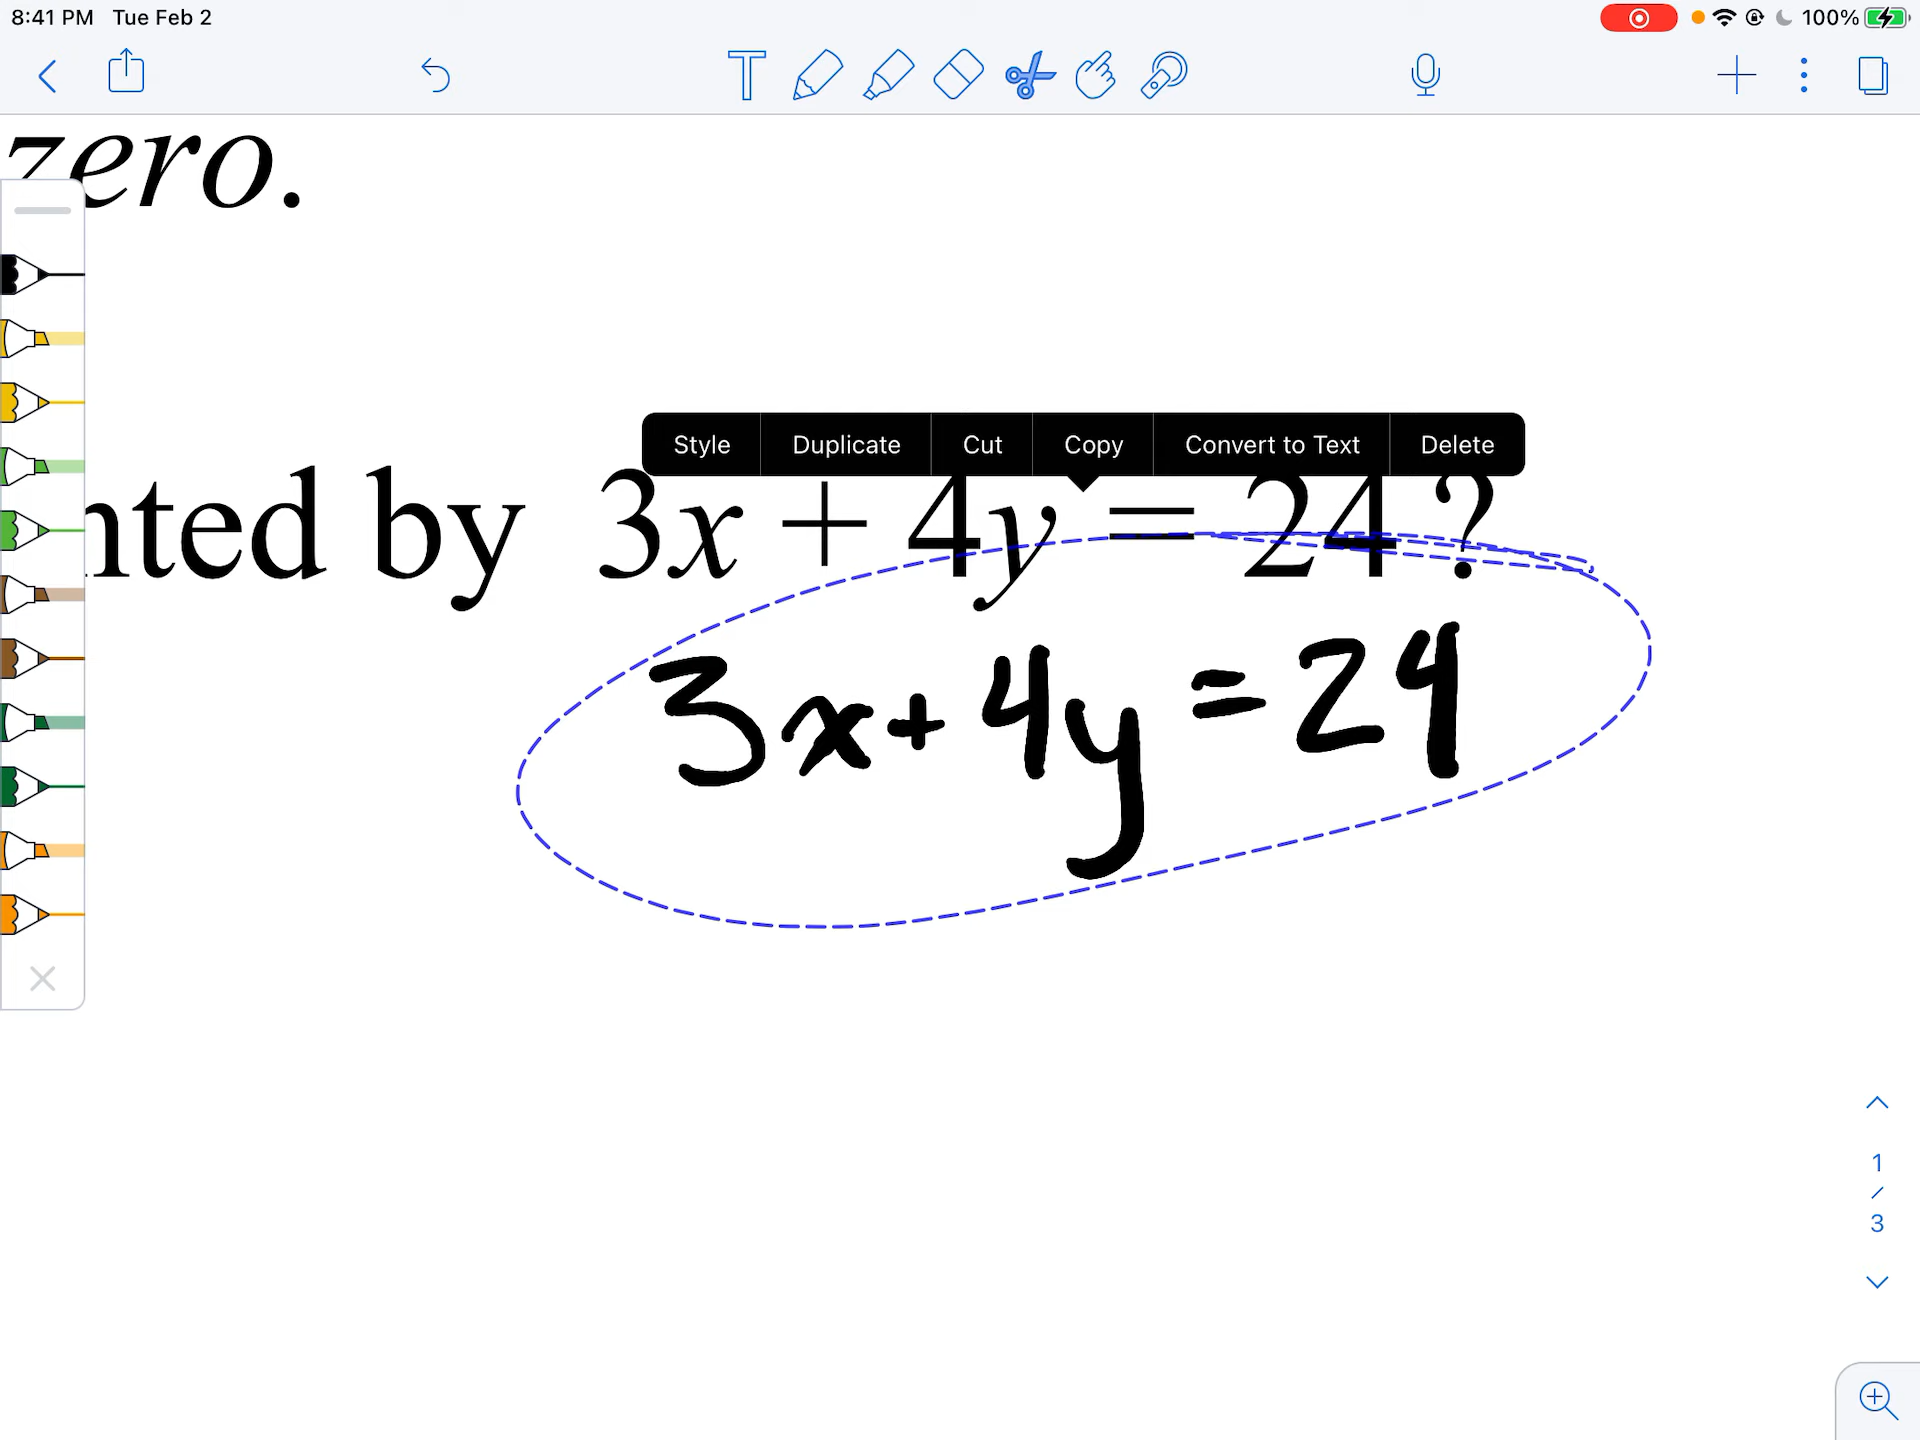 8:41 PM Tue Feb 2 100%
T
zero.
Style Duplicate Cut Copy Convert to Text Delete
nted by 3x + 4y = 24?
3x+4y=24
1
/
3